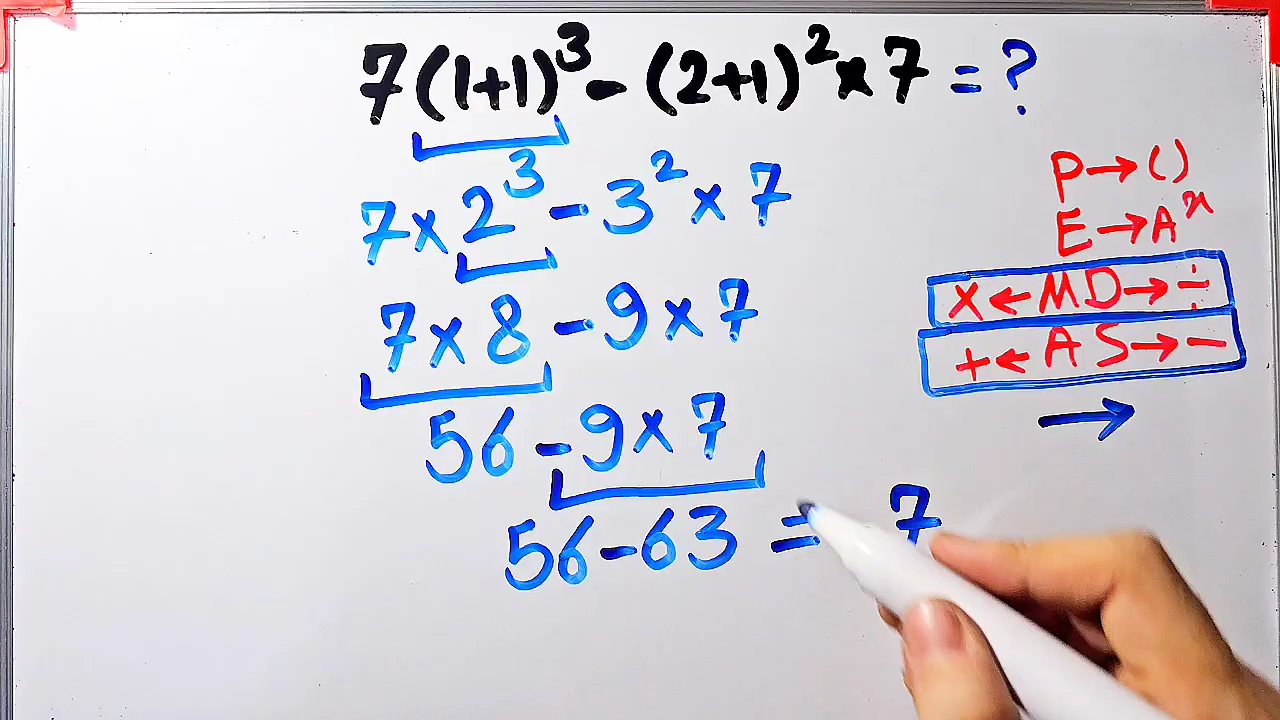 7(1+1)³-(2+1)²×7=?
7×2³-3²×7
7×8-9×7
56-9×7
56-63=7
P→()
E→Aˣ
×←MD→÷
+←AS→-
→